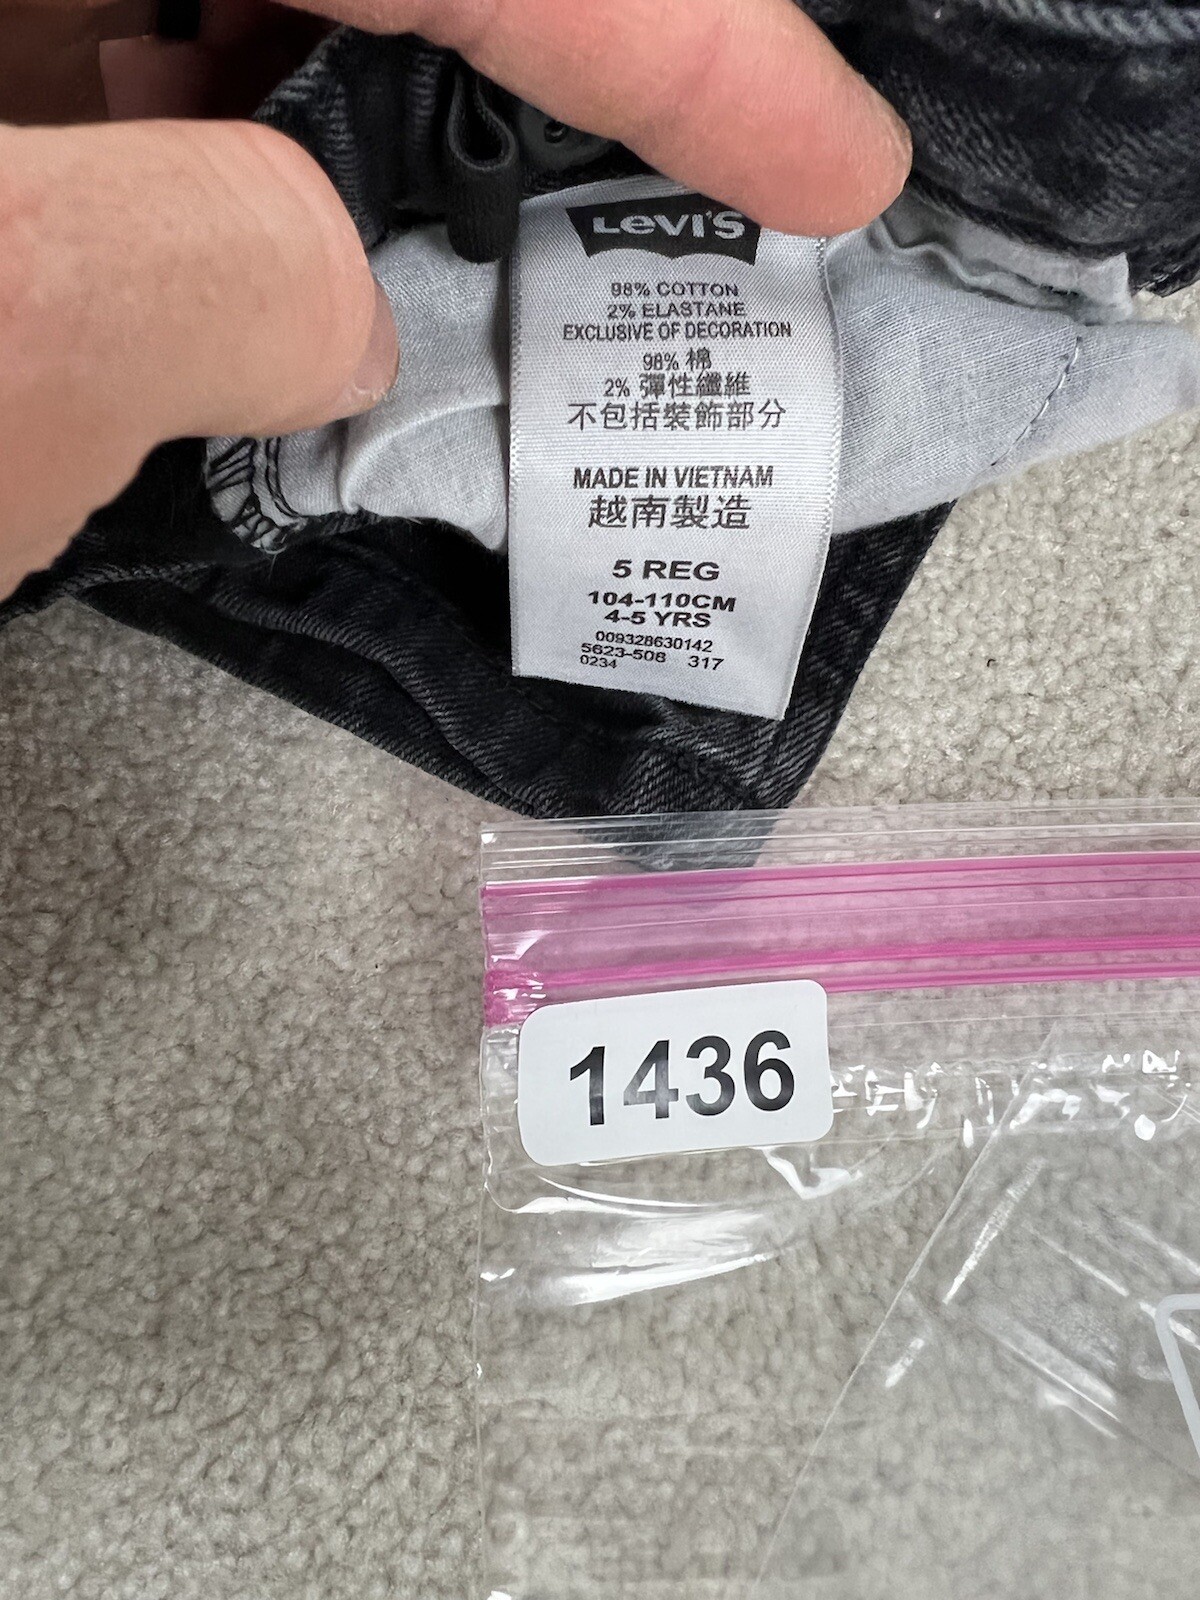 Levi's
98% COTTON
2% ELASTANE
EXCLUSIVE OF DECORATION
98% 棉
2% 彈性纖維
不包括裝飾部分
MADE IN VIETNAM
越南製造
5 REG
104-110CM
4-5 YRS
009328630142
5623-508 317
0234
1436